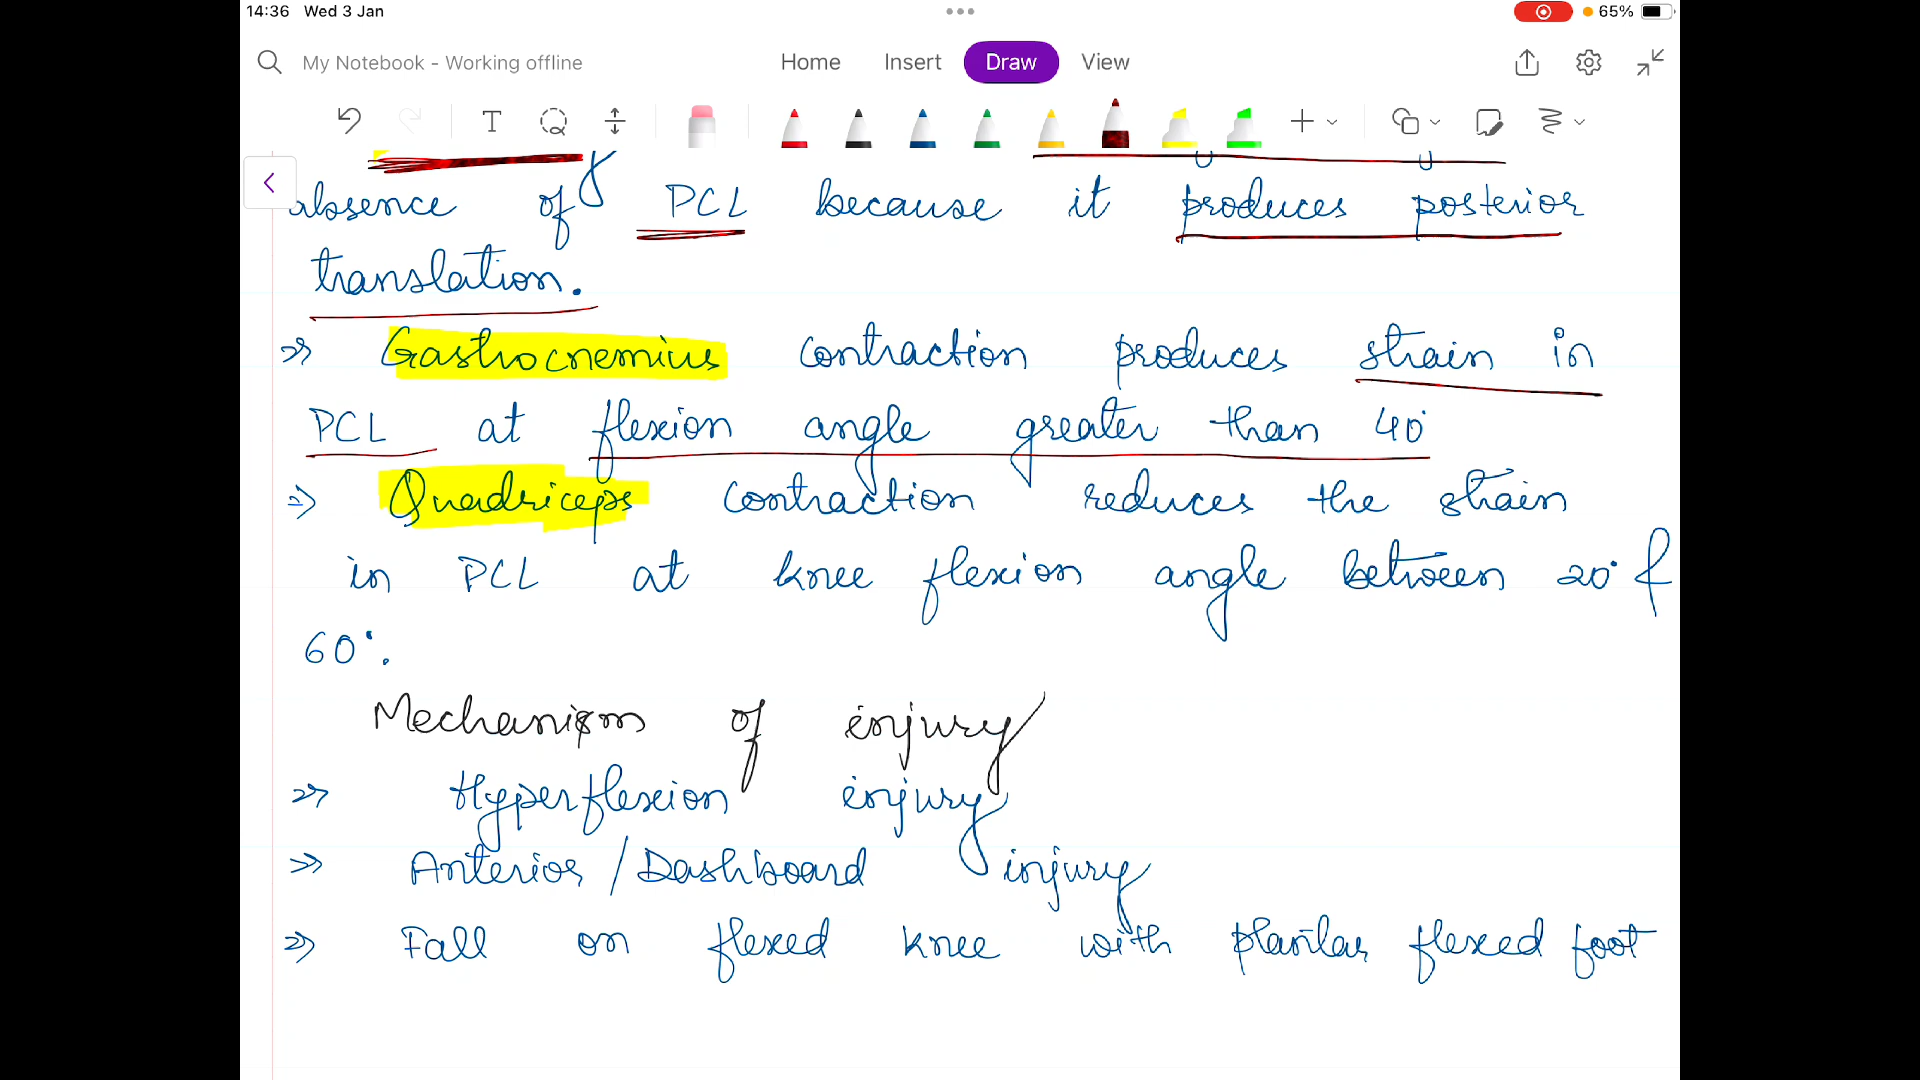 14:36 Wed 3 Jan
65%
My Notebook - Working offline
Home Insert Draw View
absence of PCL because it produces posterior
translation.
Gastrocnemius contraction produces strain in
PCL at flexion angle greater than 40°
Quadriceps contraction reduces the strain
in PCL at knee flexion angle between 20° &
60°.
Mechanism of injury
Hyperflexion injury
Anterior / Dashboard injury
Fall on flexed knee with plantar flexed foot